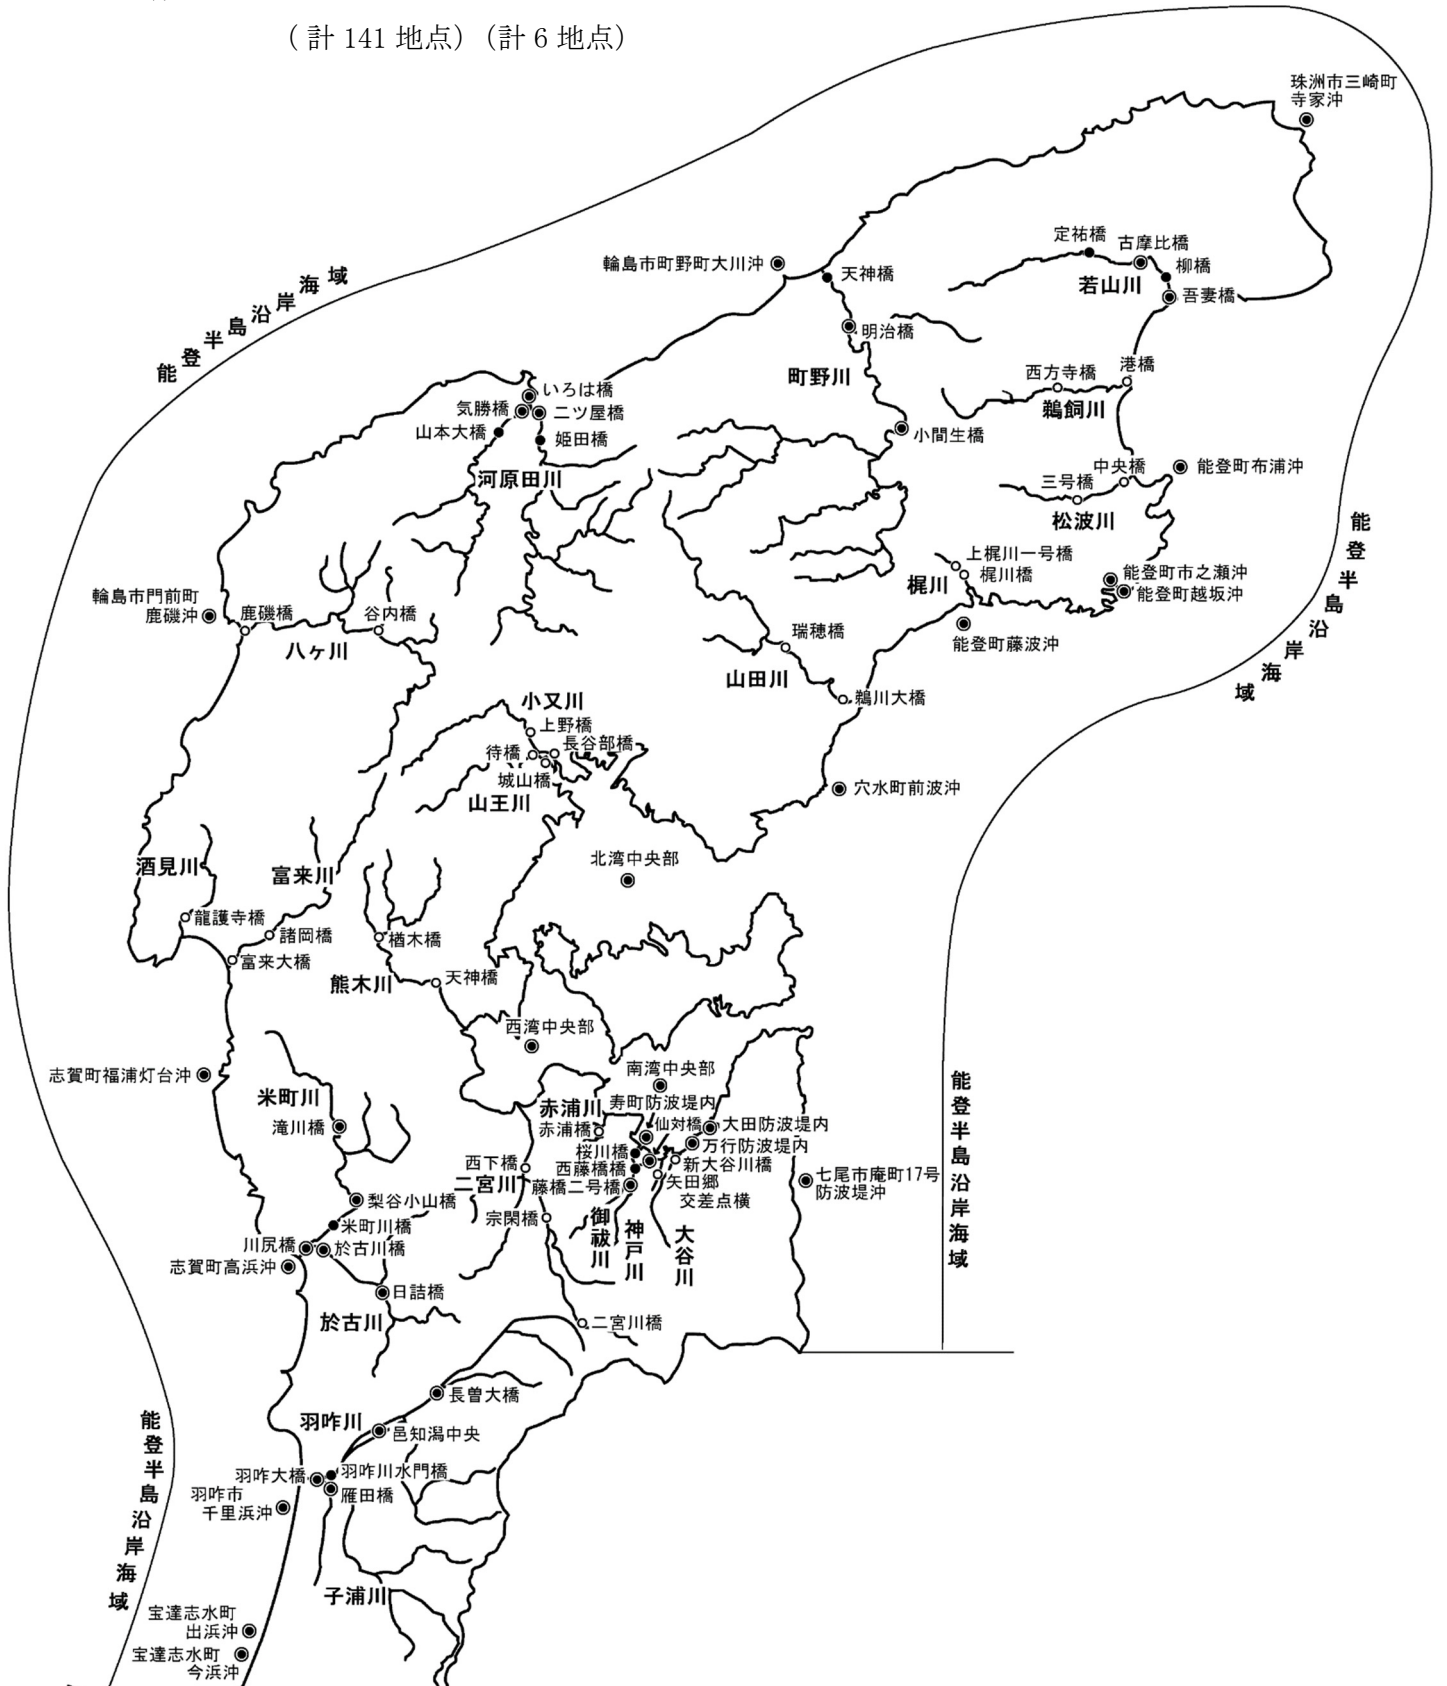 (計 141 地点) (計 6 地点)
珠洲市三崎町
寺家沖
定祐橋
古摩比橋
柳橋
若山川
吾妻橋
輪島市町野町大川沖
天神橋
明治橋
町野川
能登半島沿岸海域
西方寺橋
港橋
鵜飼川
いろは橋
気勝橋
二ツ屋橋
山本大橋
姫田橋
小間生橋
河原田川
中央橋
能登町布浦沖
三号橋
松波川
能登半島沿岸海域
上梶川一号橋
梶川橋
梶川
能登町市之瀬沖
能登町越坂沖
輪島市門前町
鹿磯沖
鹿磯橋
谷内橋
八ヶ川
瑞穂橋
能登町藤波沖
山田川
鵜川大橋
小又川
上野橋
長谷部橋
待橋
城山橋
山王川
穴水町前波沖
北湾中央部
酒見川
富来川
龍護寺橋
諸岡橋
富来大橋
楢木橋
熊木川
天神橋
西湾中央部
志賀町福浦灯台沖
米町川
滝川橋
南湾中央部
赤浦川
寿町防波堤内
赤浦橋
仙対橋
大田防波堤内
万行防波堤内
桜川橋
新大谷川橋
西藤橋橋
矢田郷
交差点横
西下橋
二宮川
藤橋二号橋
七尾市庵町17号
防波堤沖
能登半島沿岸海域
宗閑橋
御祓川
神戸川
大谷川
梨谷小山橋
米町川橋
川尻橋
於古川橋
志賀町高浜沖
日詰橋
於古川
二宮川橋
長曽大橋
羽咋川
邑知潟中央
能登半島沿岸海域
羽咋大橋
羽咋川水門橋
雁田橋
羽咋市
千里浜沖
子浦川
宝達志水町
出浜沖
宝達志水町
今浜沖